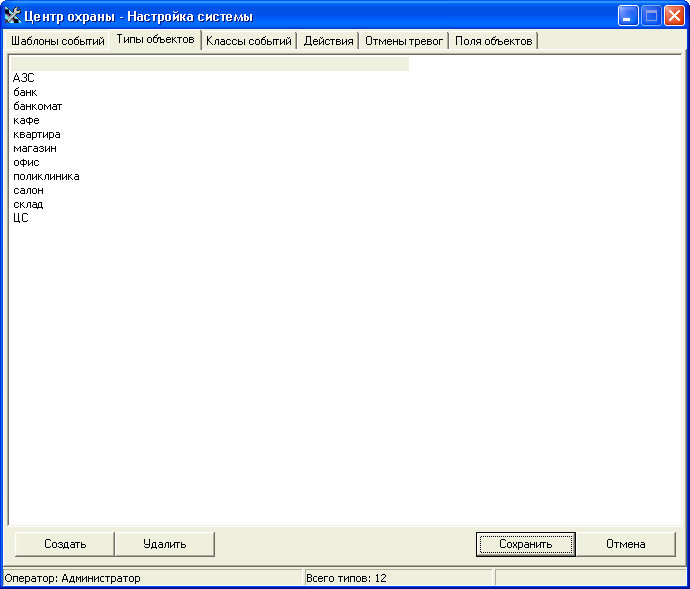 Центр охраны - Настройка системы
Шаблоны событий Типы объектов Классы событий Действия Отмены тревог Поля объектов
АЗС
банк
банкомат
кафе
квартира
магазин
офис
поликлиника
салон
склад
ЦС
Создать Удалить Сохранить Отмена
Оператор: Администратор Всего типов: 12